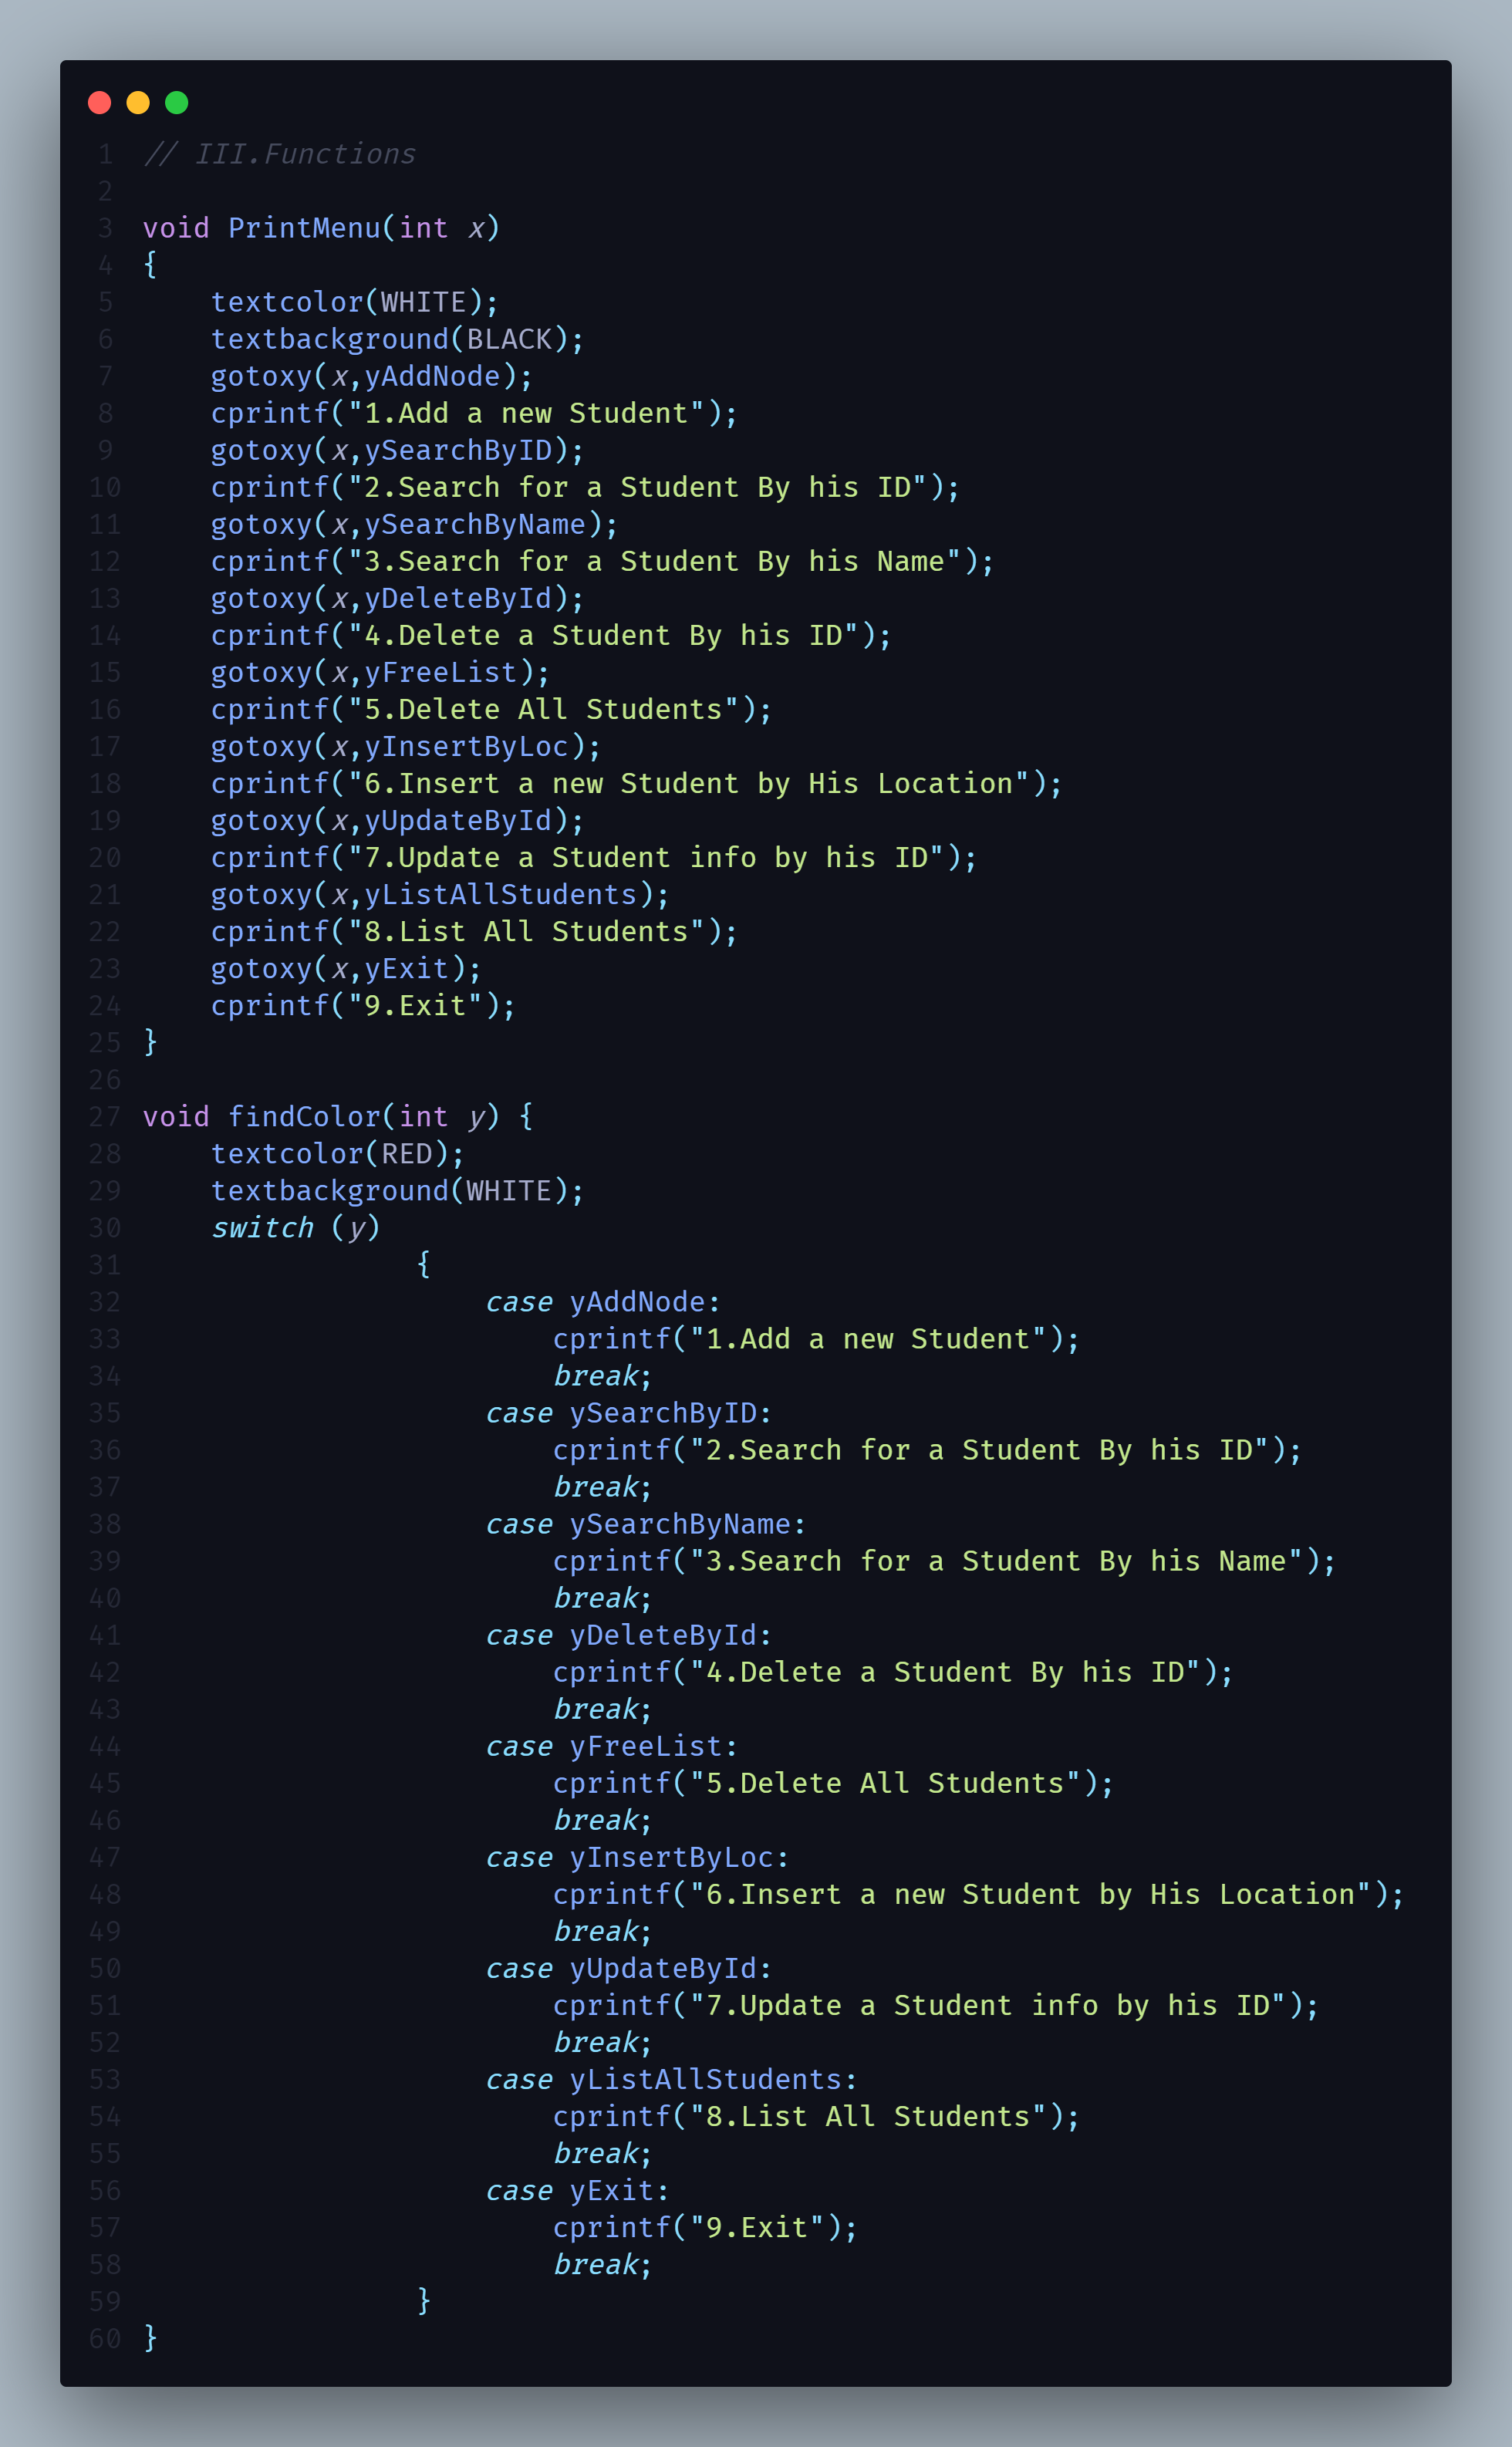 1 // III.Functions
2
3 void PrintMenu(int x)
4 {
5     textcolor(WHITE);
6     textbackground(BLACK);
7     gotoxy(x,yAddNode);
8     cprintf("1.Add a new Student");
9     gotoxy(x,ySearchByID);
10     cprintf("2.Search for a Student By his ID");
11     gotoxy(x,ySearchByName);
12     cprintf("3.Search for a Student By his Name");
13     gotoxy(x,yDeleteById);
14     cprintf("4.Delete a Student By his ID");
15     gotoxy(x,yFreeList);
16     cprintf("5.Delete All Students");
17     gotoxy(x,yInsertByLoc);
18     cprintf("6.Insert a new Student by His Location");
19     gotoxy(x,yUpdateById);
20     cprintf("7.Update a Student info by his ID");
21     gotoxy(x,yListAllStudents);
22     cprintf("8.List All Students");
23     gotoxy(x,yExit);
24     cprintf("9.Exit");
25 }
26
27 void findColor(int y) {
28     textcolor(RED);
29     textbackground(WHITE);
30     switch (y)
31                 {
32                     case yAddNode:
33                         cprintf("1.Add a new Student");
34                         break;
35                     case ySearchByID:
36                         cprintf("2.Search for a Student By his ID");
37                         break;
38                     case ySearchByName:
39                         cprintf("3.Search for a Student By his Name");
40                         break;
41                     case yDeleteById:
42                         cprintf("4.Delete a Student By his ID");
43                         break;
44                     case yFreeList:
45                         cprintf("5.Delete All Students");
46                         break;
47                     case yInsertByLoc:
48                         cprintf("6.Insert a new Student by His Location");
49                         break;
50                     case yUpdateById:
51                         cprintf("7.Update a Student info by his ID");
52                         break;
53                     case yListAllStudents:
54                         cprintf("8.List All Students");
55                         break;
56                     case yExit:
57                         cprintf("9.Exit");
58                         break;
59                 }
60 }